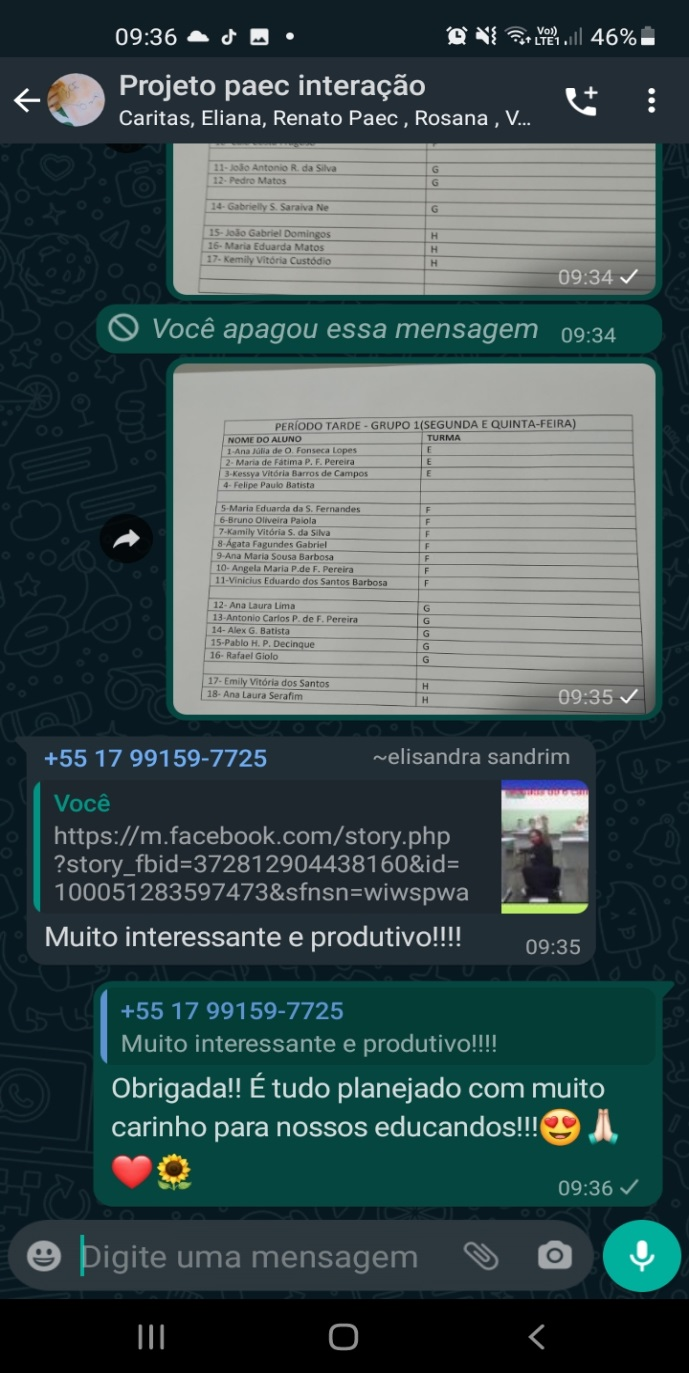 09:36
Vo)) LTE1 46%
Projeto paec interação
Caritas, Eliana, Renato Paec , Rosana , V...
11- João Antonio R. da Silva G
12- Pedro Matos G
14- Gabrielly S. Saraiva Ne G
15- João Gabriel Domingos H
16- Maria Eduarda Matos H
17- Kemily Vitória Custódio H
09:34
Você apagou essa mensagem 09:34
PERÍODO TARDE - GRUPO 1(SEGUNDA E QUINTA-FEIRA)
NOME DO ALUNO TURMA
1-Ana Júlia de O. Fonseca Lopes E
2- Maria de Fátima P. F. Pereira E
3-Kessya Vitória Barros de Campos E
4- Felipe Paulo Batista
5-Maria Eduarda da S. Fernandes F
6-Bruno Oliveira Paiola F
7-Kamily Vitória S. da Silva F
8-Ágata Fagundes Gabriel F
9-Ana Maria Sousa Barbosa F
10- Angela Maria P.de F. Pereira F
11-Vinicius Eduardo dos Santos Barbosa F
12- Ana Laura Lima G
13-Antonio Carlos P. de F. Pereira G
14- Alex G. Batista G
15-Pablo H. P. Decinque G
16- Rafael Giolo G
17- Emily Vitória dos Santos H
18- Ana Laura Serafim H
09:35
+55 17 99159-7725 ~elisandra sandrim
Você
https://m.facebook.com/story.php
?story_fbid=372812904438160&id=
100051283597473&sfnsn=wiwspwa
Muito interessante e produtivo!!!! 09:35
+55 17 99159-7725
Muito interessante e produtivo!!!!
Obrigada!! É tudo planejado com muito
carinho para nossos educandos!!!😍🙏🏻
❤️🌻
09:36
Digite uma mensagem